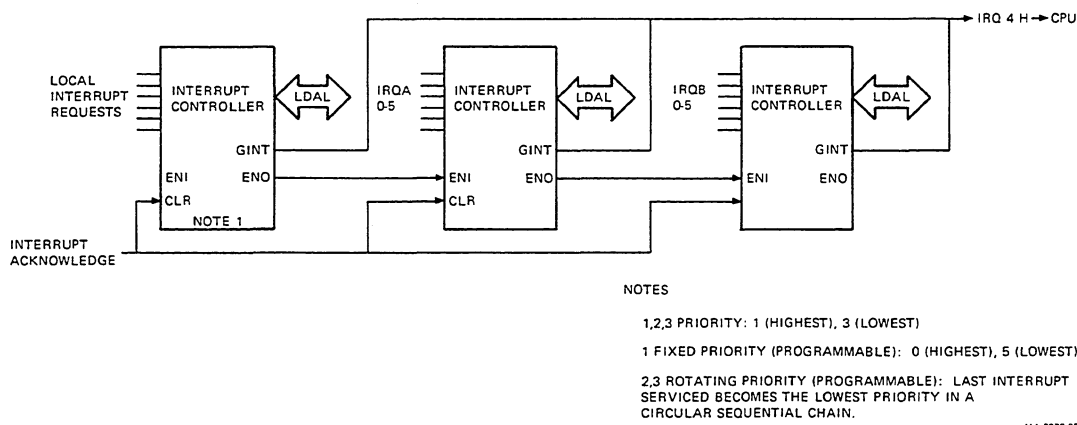 IRQ 4 H CPU
LOCAL
INTERRUPT
REQUESTS
INTERRUPT
CONTROLLER
LDAL
GINT
ENI ENO
CLR
NOTE 1
IRQA
0-5
INTERRUPT
CONTROLLER
LDAL
GINT
ENI ENO
CLR
IRQB
0-5
INTERRUPT
CONTROLLER
LDAL
GINT
ENI ENO
INTERRUPT
ACKNOWLEDGE
NOTES
1,2,3 PRIORITY: 1 (HIGHEST), 3 (LOWEST)
1 FIXED PRIORITY (PROGRAMMABLE): 0 (HIGHEST), 5 (LOWEST)
2,3 ROTATING PRIORITY (PROGRAMMABLE): LAST INTERRUPT
SERVICED BECOMES THE LOWEST PRIORITY IN A
CIRCULAR SEQUENTIAL CHAIN.